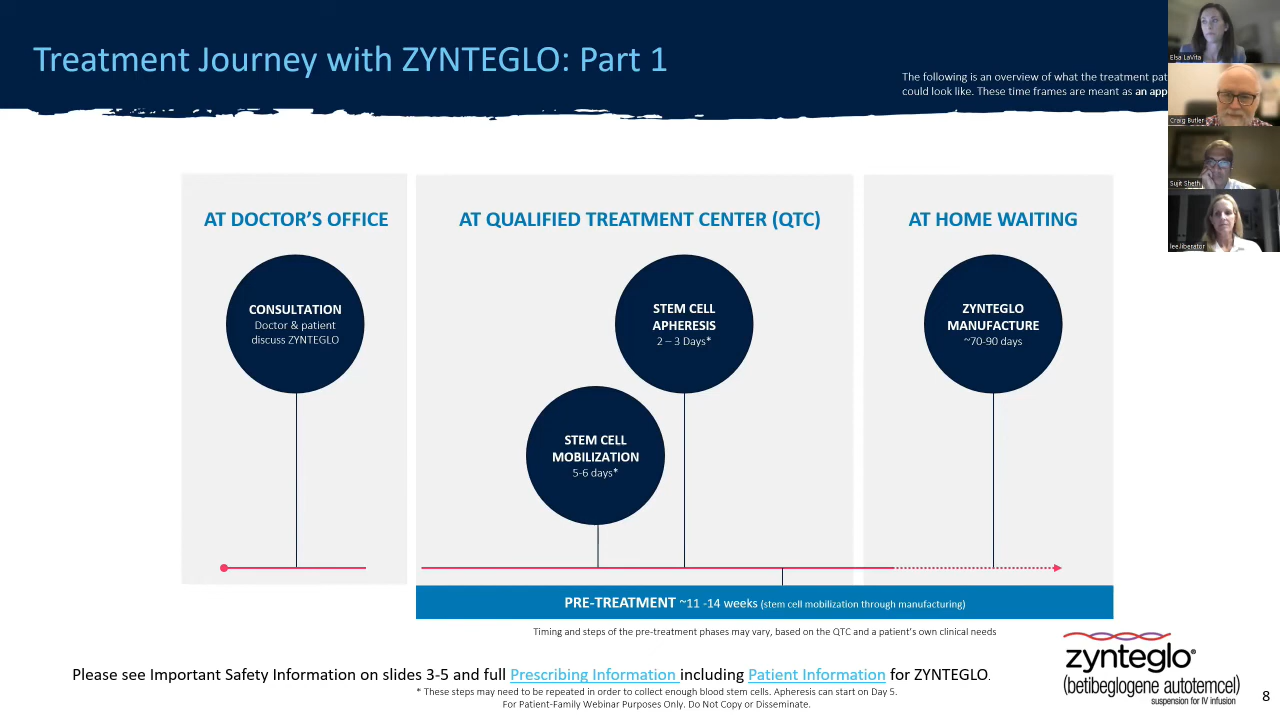 Treatment Journey with ZYNTEGLO: Part 1
The following is an overview of what the treatment pat
could look like. These time frames are meant as an app
Elsa LaVita
Craig Butler
Sujit Sheth
lee.liberator
AT DOCTOR'S OFFICE
CONSULTATION
Doctor & patient
discuss ZYNTEGLO
AT QUALIFIED TREATMENT CENTER (QTC)
STEM CELL
APHERESIS
2 – 3 Days*
STEM CELL
MOBILIZATION
5-6 days*
AT HOME WAITING
ZYNTEGLO
MANUFACTURE
~70-90 days
PRE-TREATMENT ~11 -14 weeks (stem cell mobilization through manufacturing)
Timing and steps of the pre-treatment phases may vary, based on the QTC and a patient's own clinical needs
Please see Important Safety Information on slides 3-5 and full Prescribing Information including Patient Information for ZYNTEGLO.
* These steps may need to be repeated in order to collect enough blood stem cells. Apheresis can start on Day 5.
For Patient-Family Webinar Purposes Only. Do Not Copy or Disseminate.
zynteglo®
(betibeglogene autotemcel)
suspension for IV infusion
8